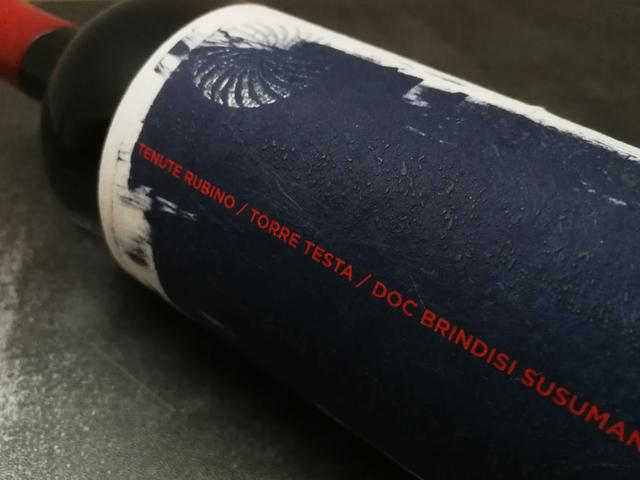 TENUTE RUBINO / TORRE TESTA / DOC BRINDISI SUSUMAN